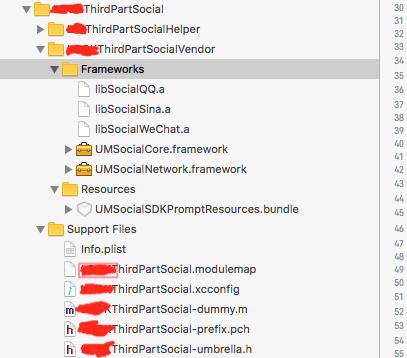 ThirdPartSocial
ThirdPartSocialHelper
ThirdPartSocialVendor
Frameworks
libSocialQQ.a
libSocialSina.a
libSocialWeChat.a
UMSocialCore.framework
UMSocialNetwork.framework
Resources
UMSocialSDKPromptResources.bundle
Support Files
Info.plist
ThirdPartSocial.modulemap
ThirdPartSocial.xcconfig
ThirdPartSocial-dummy.m
ThirdPartSocial-prefix.pch
ThirdPartSocial-umbrella.h
30
31
32
33
34
35
36
37
38
39
40
41
42
43
44
45
46
47
48
49
50
51
52
53
54
55